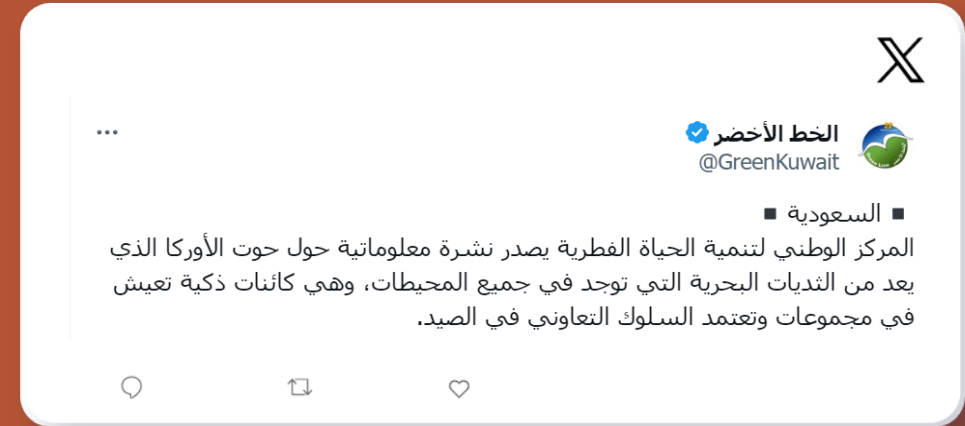 الخط الأخضر
@GreenKuwait
▪ السعودية ▪
المركز الوطني لتنمية الحياة الفطرية يصدر نشرة معلوماتية حول حوت الأوركا الذي
يعد من الثديات البحرية التي توجد في جميع المحيطات، وهي كائنات ذكية تعيش
في مجموعات وتعتمد السلوك التعاوني في الصيد.